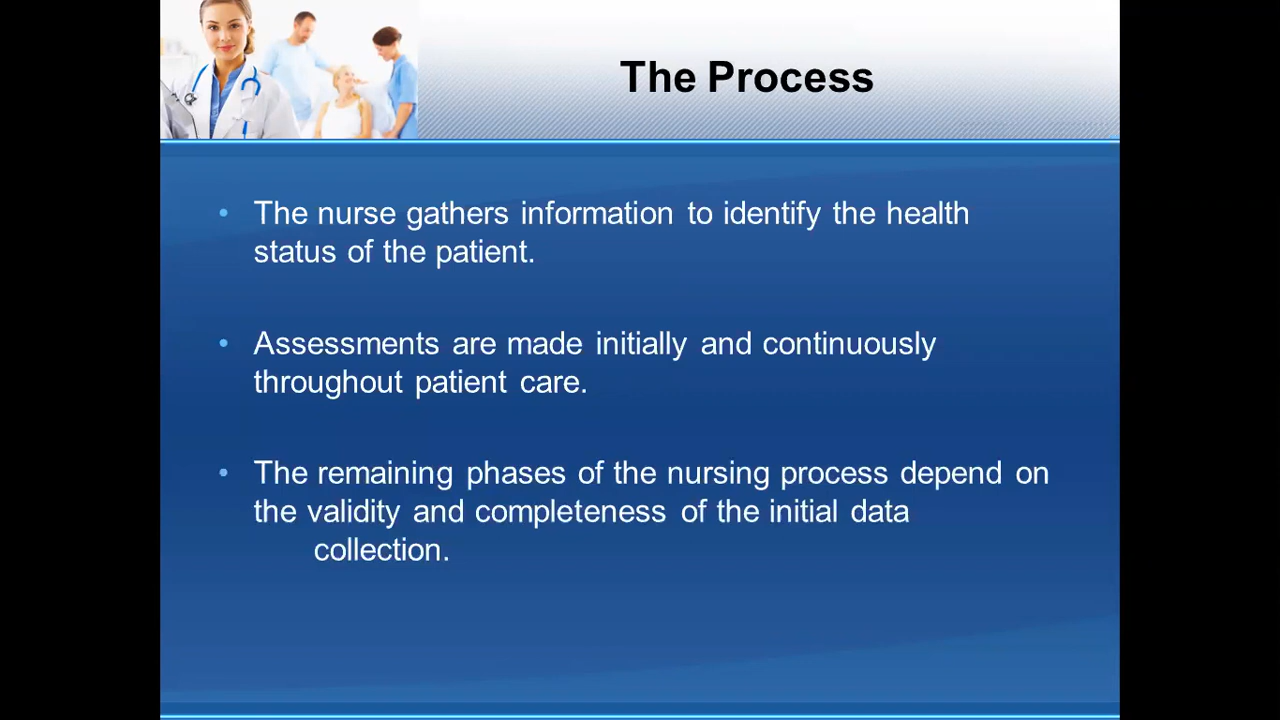 The Process
• The nurse gathers information to identify the health
status of the patient.
• Assessments are made initially and continuously
throughout patient care.
• The remaining phases of the nursing process depend on
the validity and completeness of the initial data
collection.